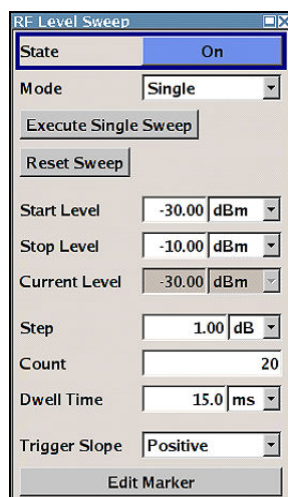 RF Level Sweep
State On
Mode Single
Execute Single Sweep
Reset Sweep
Start Level -30.00 dBm
Stop Level -10.00 dBm
Current Level -30.00 dBm
Step 1.00 dB
Count 20
Dwell Time 15.0 ms
Trigger Slope Positive
Edit Marker